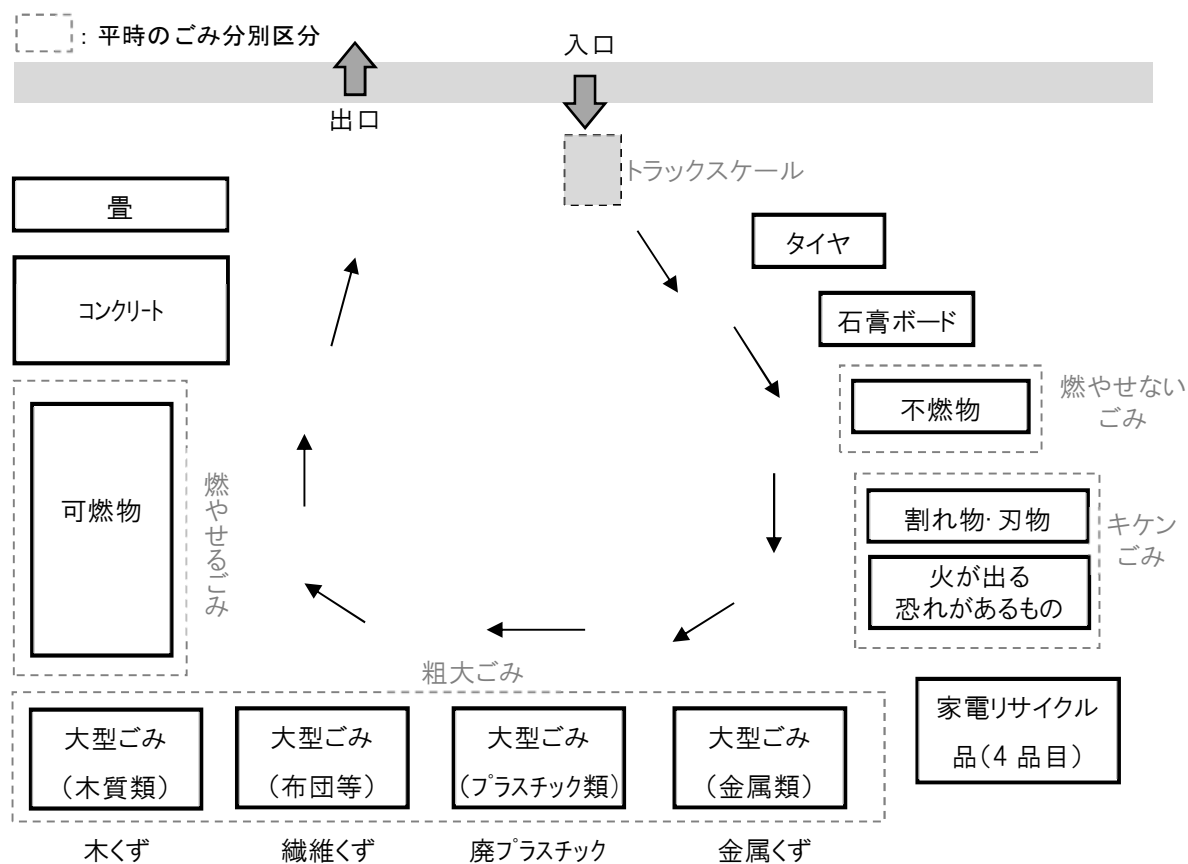 ：平時のごみ分別区分
入口
出口
トラックスケール
畳
タイヤ
コンクリート
石膏ボード
不燃物
燃やせない
ごみ
可燃物
燃やせるごみ
割れ物・刃物
火が出る
恐れがあるもの
キケン
ごみ
粗大ごみ
大型ごみ
（木質類）
大型ごみ
（布団等）
大型ごみ
（プラスチック類）
大型ごみ
（金属類）
家電リサイクル
品（４品目）
木くず
繊維くず
廃プラスチック
金属くず